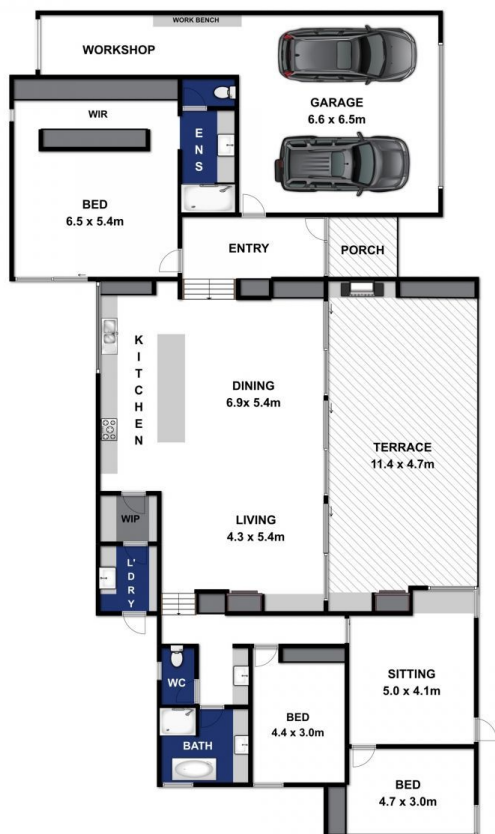 WORK BENCH
WORKSHOP
GARAGE
6.6 x 6.5m
WIR
ENS
BED
6.5 x 5.4m
ENTRY
PORCH
KITCHEN
DINING
6.9x 5.4m
TERRACE
11.4 x 4.7m
WIP
LIVING
4.3 x 5.4m
L'DRY
SITTING
5.0 x 4.1m
WC
BED
4.4 x 3.0m
BATH
BED
4.7 x 3.0m